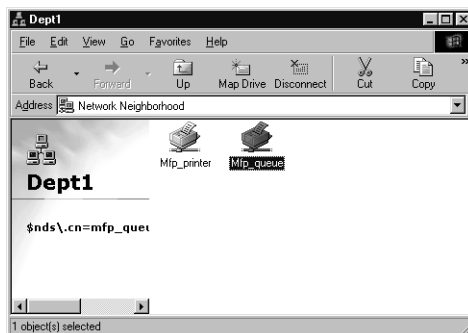 Dept1
File Edit View Go Favorites Help
Back Forward Up Map Drive Disconnect Cut Copy »
Address Network Neighborhood
Mfp_printer Mfp_queue
Dept1
$nds\.cn=mfp_queu
1 object(s) selected